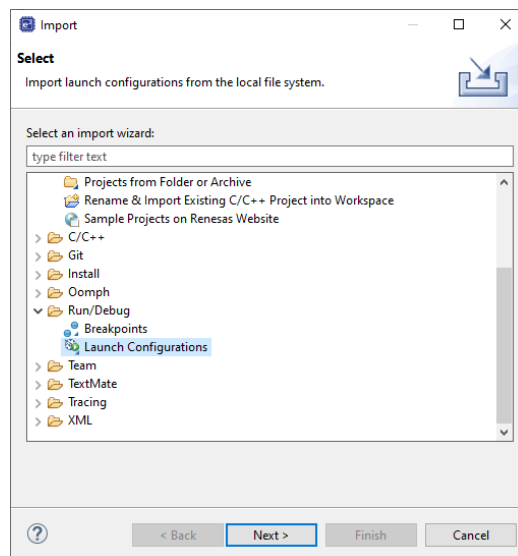 Import
Select
Import launch configurations from the local file system.
Select an import wizard:
type filter text
Projects from Folder or Archive
Rename & Import Existing C/C++ Project into Workspace
Sample Projects on Renesas Website
C/C++
Git
Install
Oomph
Run/Debug
Breakpoints
Launch Configurations
Team
TextMate
Tracing
XML
?
< Back Next > Finish Cancel